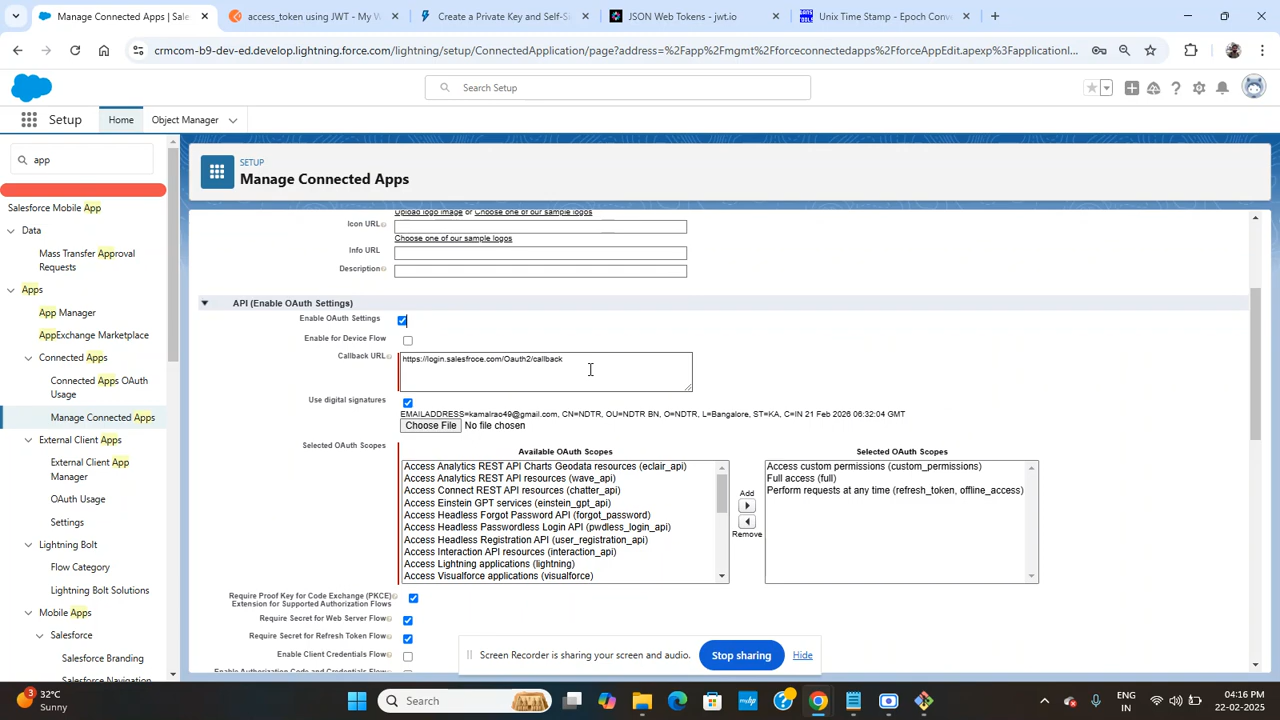 Manage Connected Apps | Sales
access_token using JWT - My W
Create a Private Key and Self-Si
JSON Web Tokens - jwt.io
Unix Time Stamp - Epoch Conv
crmcom-b9-dev-ed.develop.lightning.force.com/lightning/setup/ConnectedApplication/page?address=%2Fapp%2Fmgmt%2Fforceconnectedapps%2FforceAppEdit.apexp%3FapplicationI...
Search Setup
Setup
Home
Object Manager
app
Salesforce Mobile App
Data
Mass Transfer Approval
Requests
Apps
App Manager
AppExchange Marketplace
Connected Apps
Connected Apps OAuth
Usage
Manage Connected Apps
External Client Apps
External Client App
Manager
OAuth Usage
Settings
Lightning Bolt
Flow Category
Lightning Bolt Solutions
Mobile Apps
Salesforce
Salesforce Branding
Salesforce Navigation
SETUP
Manage Connected Apps
Upload logo image or Choose one of our sample logos
Icon URL
Choose one of our sample logos
Info URL
Description
API (Enable OAuth Settings)
Enable OAuth Settings
Enable for Device Flow
Callback URL
https://login.salesfroce.com/Oauth2/callback
Use digital signatures
EMAILADDRESS=kamalrao49@gmail.com, CN=NDTR, OU=NDTR BN, O=NDTR, L=Bangalore, ST=KA, C=IN 21 Feb 2026 06:32:04 GMT
Choose File No file chosen
Selected OAuth Scopes
Available OAuth Scopes
Access Analytics REST API Charts Geodata resources (eclair_api)
Access Analytics REST API resources (wave_api)
Access Connect REST API resources (chatter_api)
Access Einstein GPT services (einstein_gpt_api)
Access Headless Forgot Password API (forgot_password)
Access Headless Passwordless Login API (pwdless_login_api)
Access Headless Registration API (user_registration_api)
Access Interaction API resources (interaction_api)
Access Lightning applications (lightning)
Access Visualforce applications (visualforce)
Add
Remove
Selected OAuth Scopes
Access custom permissions (custom_permissions)
Full access (full)
Perform requests at any time (refresh_token, offline_access)
Require Proof Key for Code Exchange (PKCE)
Extension for Supported Authorization Flows
Require Secret for Web Server Flow
Require Secret for Refresh Token Flow
Enable Client Credentials Flow
Enable Authorization Code and Credentials Flow
Screen Recorder is sharing your screen and audio.
Stop sharing
Hide
3
32°C
Sunny
Search
ENG
IN
04:16 PM
22-02-2025